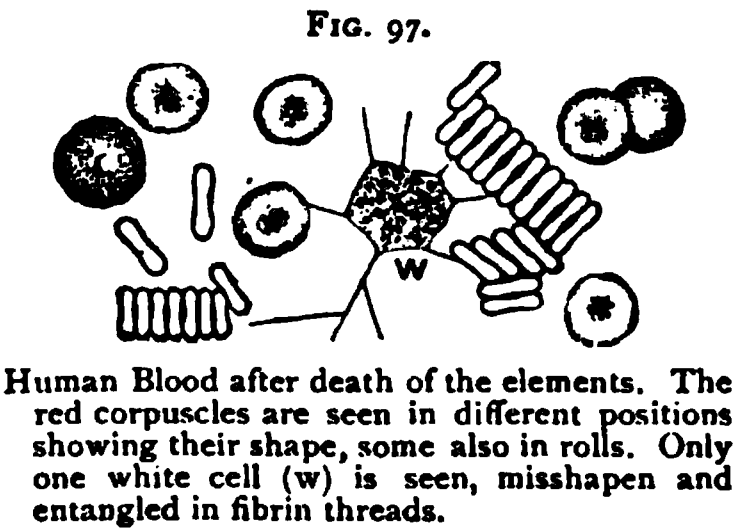 FIG. 97.
W
Human Blood after death of the elements. The
red corpuscles are seen in different positions
showing their shape, some also in rolls. Only
one white cell (w) is seen, misshapen and
entangled in fibrin threads.